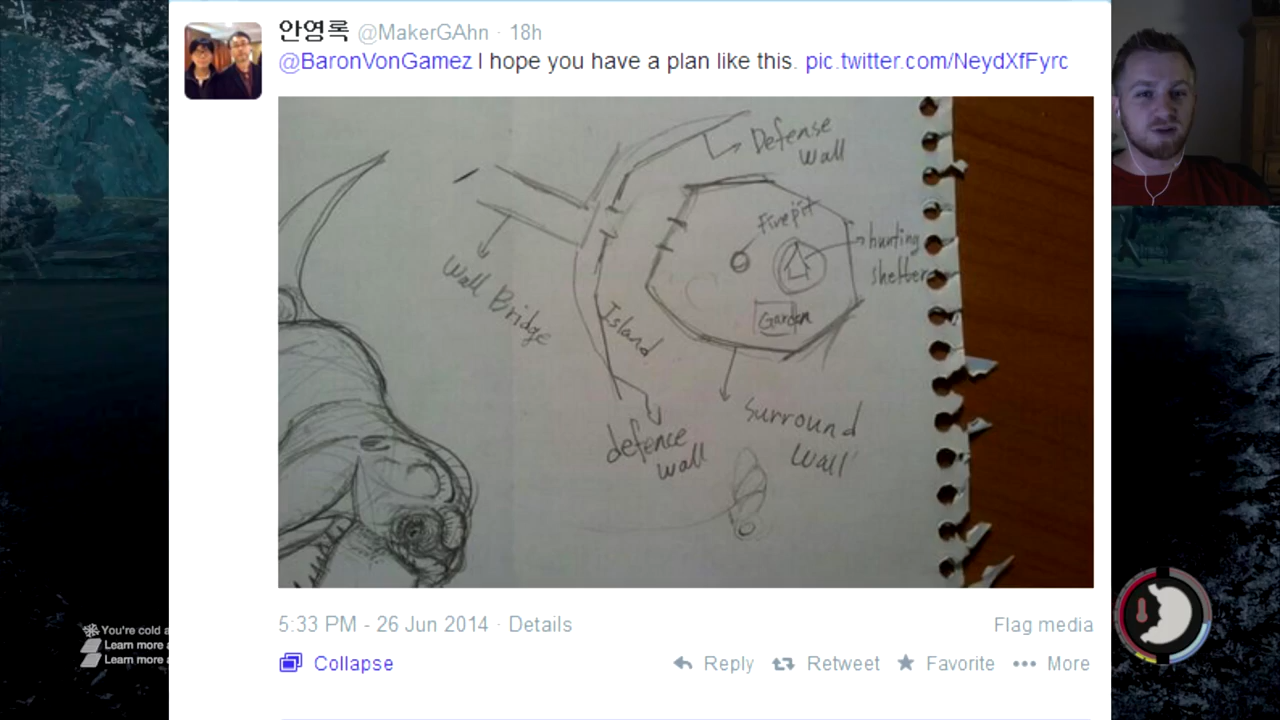 안영록 @MakerGAhn · 18h
@BaronVonGamez I hope you have a plan like this. pic.twitter.com/NeydXfFyrc
Defense
wall
Firepit
hunting
shelter
Wall Bridge
Island
Garden
defence
wall
Surround
Wall
5:33 PM - 26 Jun 2014 · Details
Flag media
Collapse
Reply
Retweet
Favorite
More
You're cold a
Learn more a
Learn more a